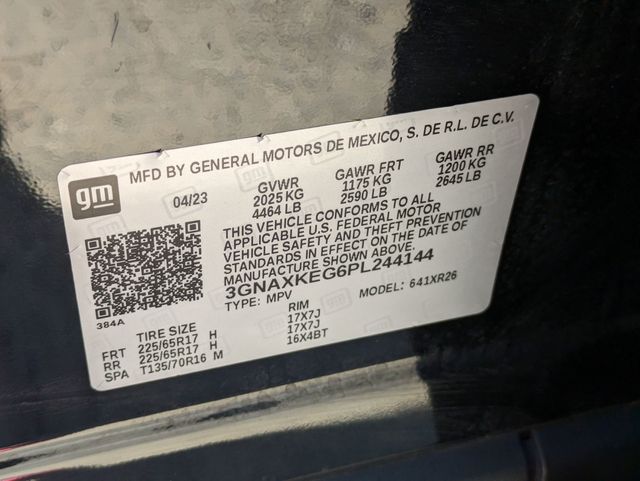 gm
MFD BY GENERAL MOTORS DE MEXICO, S. DE R.L. DE C.V.
04/23 GVWR GAWR FRT GAWR RR
2025 KG 1175 KG 1200 KG
4464 LB 2590 LB 2645 LB
THIS VEHICLE CONFORMS TO ALL
APPLICABLE U.S. FEDERAL MOTOR
VEHICLE SAFETY AND THEFT PREVENTION
STANDARDS IN EFFECT ON THE DATE OF
MANUFACTURE SHOWN ABOVE.
3GNAXKEG6PL244144
TYPE: MPV MODEL: 641XR26
384A
TIRE SIZE RIM
FRT 225/65R17 H 17X7J
RR 225/65R17 H 17X7J
SPA T135/70R16 M 16X4BT